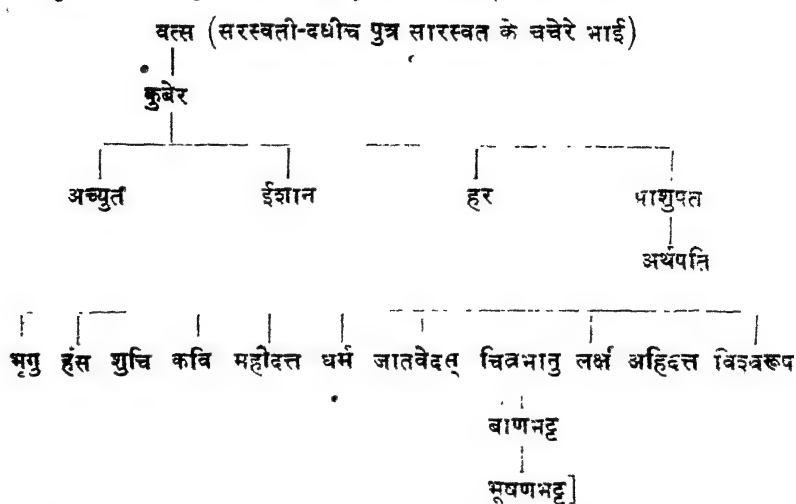 वत्स (सरस्वती-दधीच पुत्र सारस्वत के चचेरे भाई)
कुबेर
अच्युत ईशान हर पाशुपत
अर्थपति
भृगु हंस शुचि कवि महीदत्त धर्म जातवेदस् चित्रभानु लक्ष अहिदत्त विश्वरूप
बाणभट्ट
भूषणभट्ट]